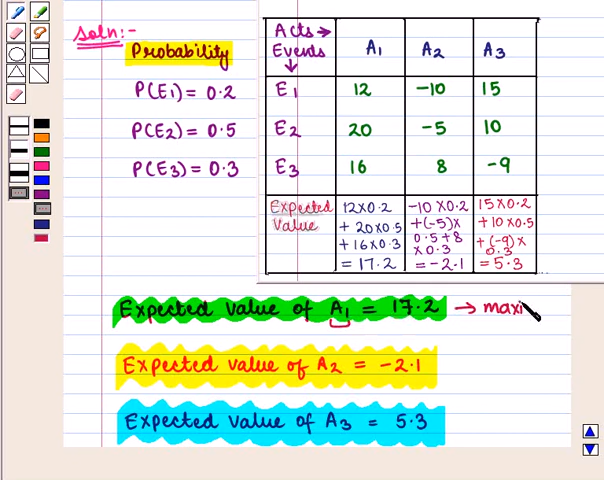 Soln:-
Probability
P(E1) = 0.2
P(E2) = 0.5
P(E3) = 0.3
Acts →
Events ↓ A1 A2 A3
E1 12 -10 15
E2 20 -5 10
E3 16 8 -9
Expected Value
12×0.2
+ 20×0.5
+ 16×0.3
= 17.2
-10×0.2
+(-5)×
0.5+8
×0.3
= -2.1
15×0.2
+10×0.5
+(-9)×
0.3
= 5.3
Expected value of A1 = 17.2 → maxi
Expected value of A2 = -2.1
Expected value of A3 = 5.3